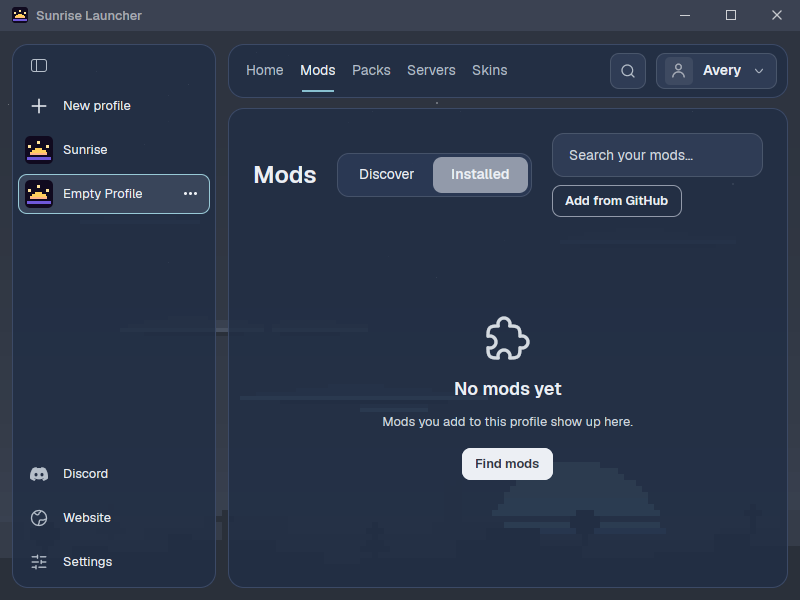 Sunrise Launcher
Home Mods Packs Servers Skins
Avery
New profile
Sunrise
Empty Profile
Mods
Discover Installed
Search your mods...
Add from GitHub
No mods yet
Mods you add to this profile show up here.
Find mods
Discord
Website
Settings